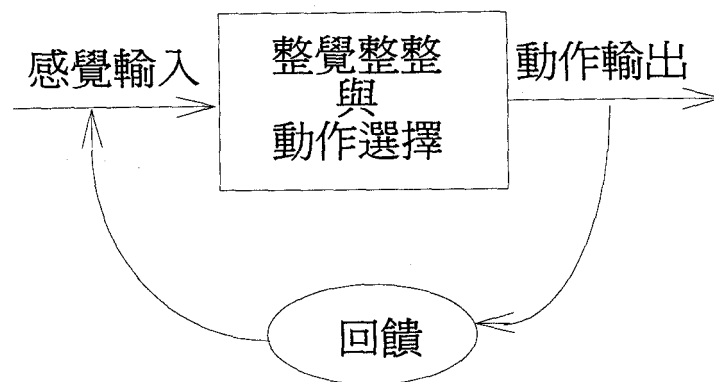 感覺輸入
整覺整整
與
動作選擇
動作輸出
回饋